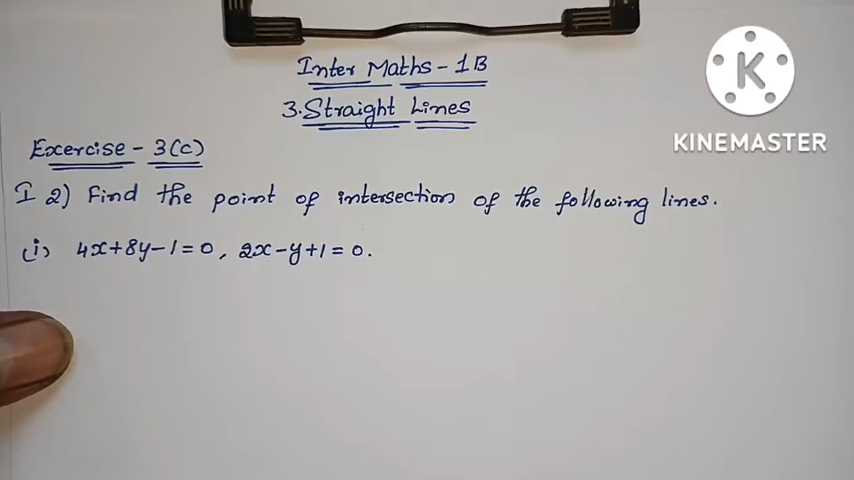 Inter Maths - 1B
3. Straight Lines
KINEMASTER
Exercise - 3(c)
I 2) Find the point of intersection of the following lines.
(i) 4x+8y-1=0, 2x-y+1=0.